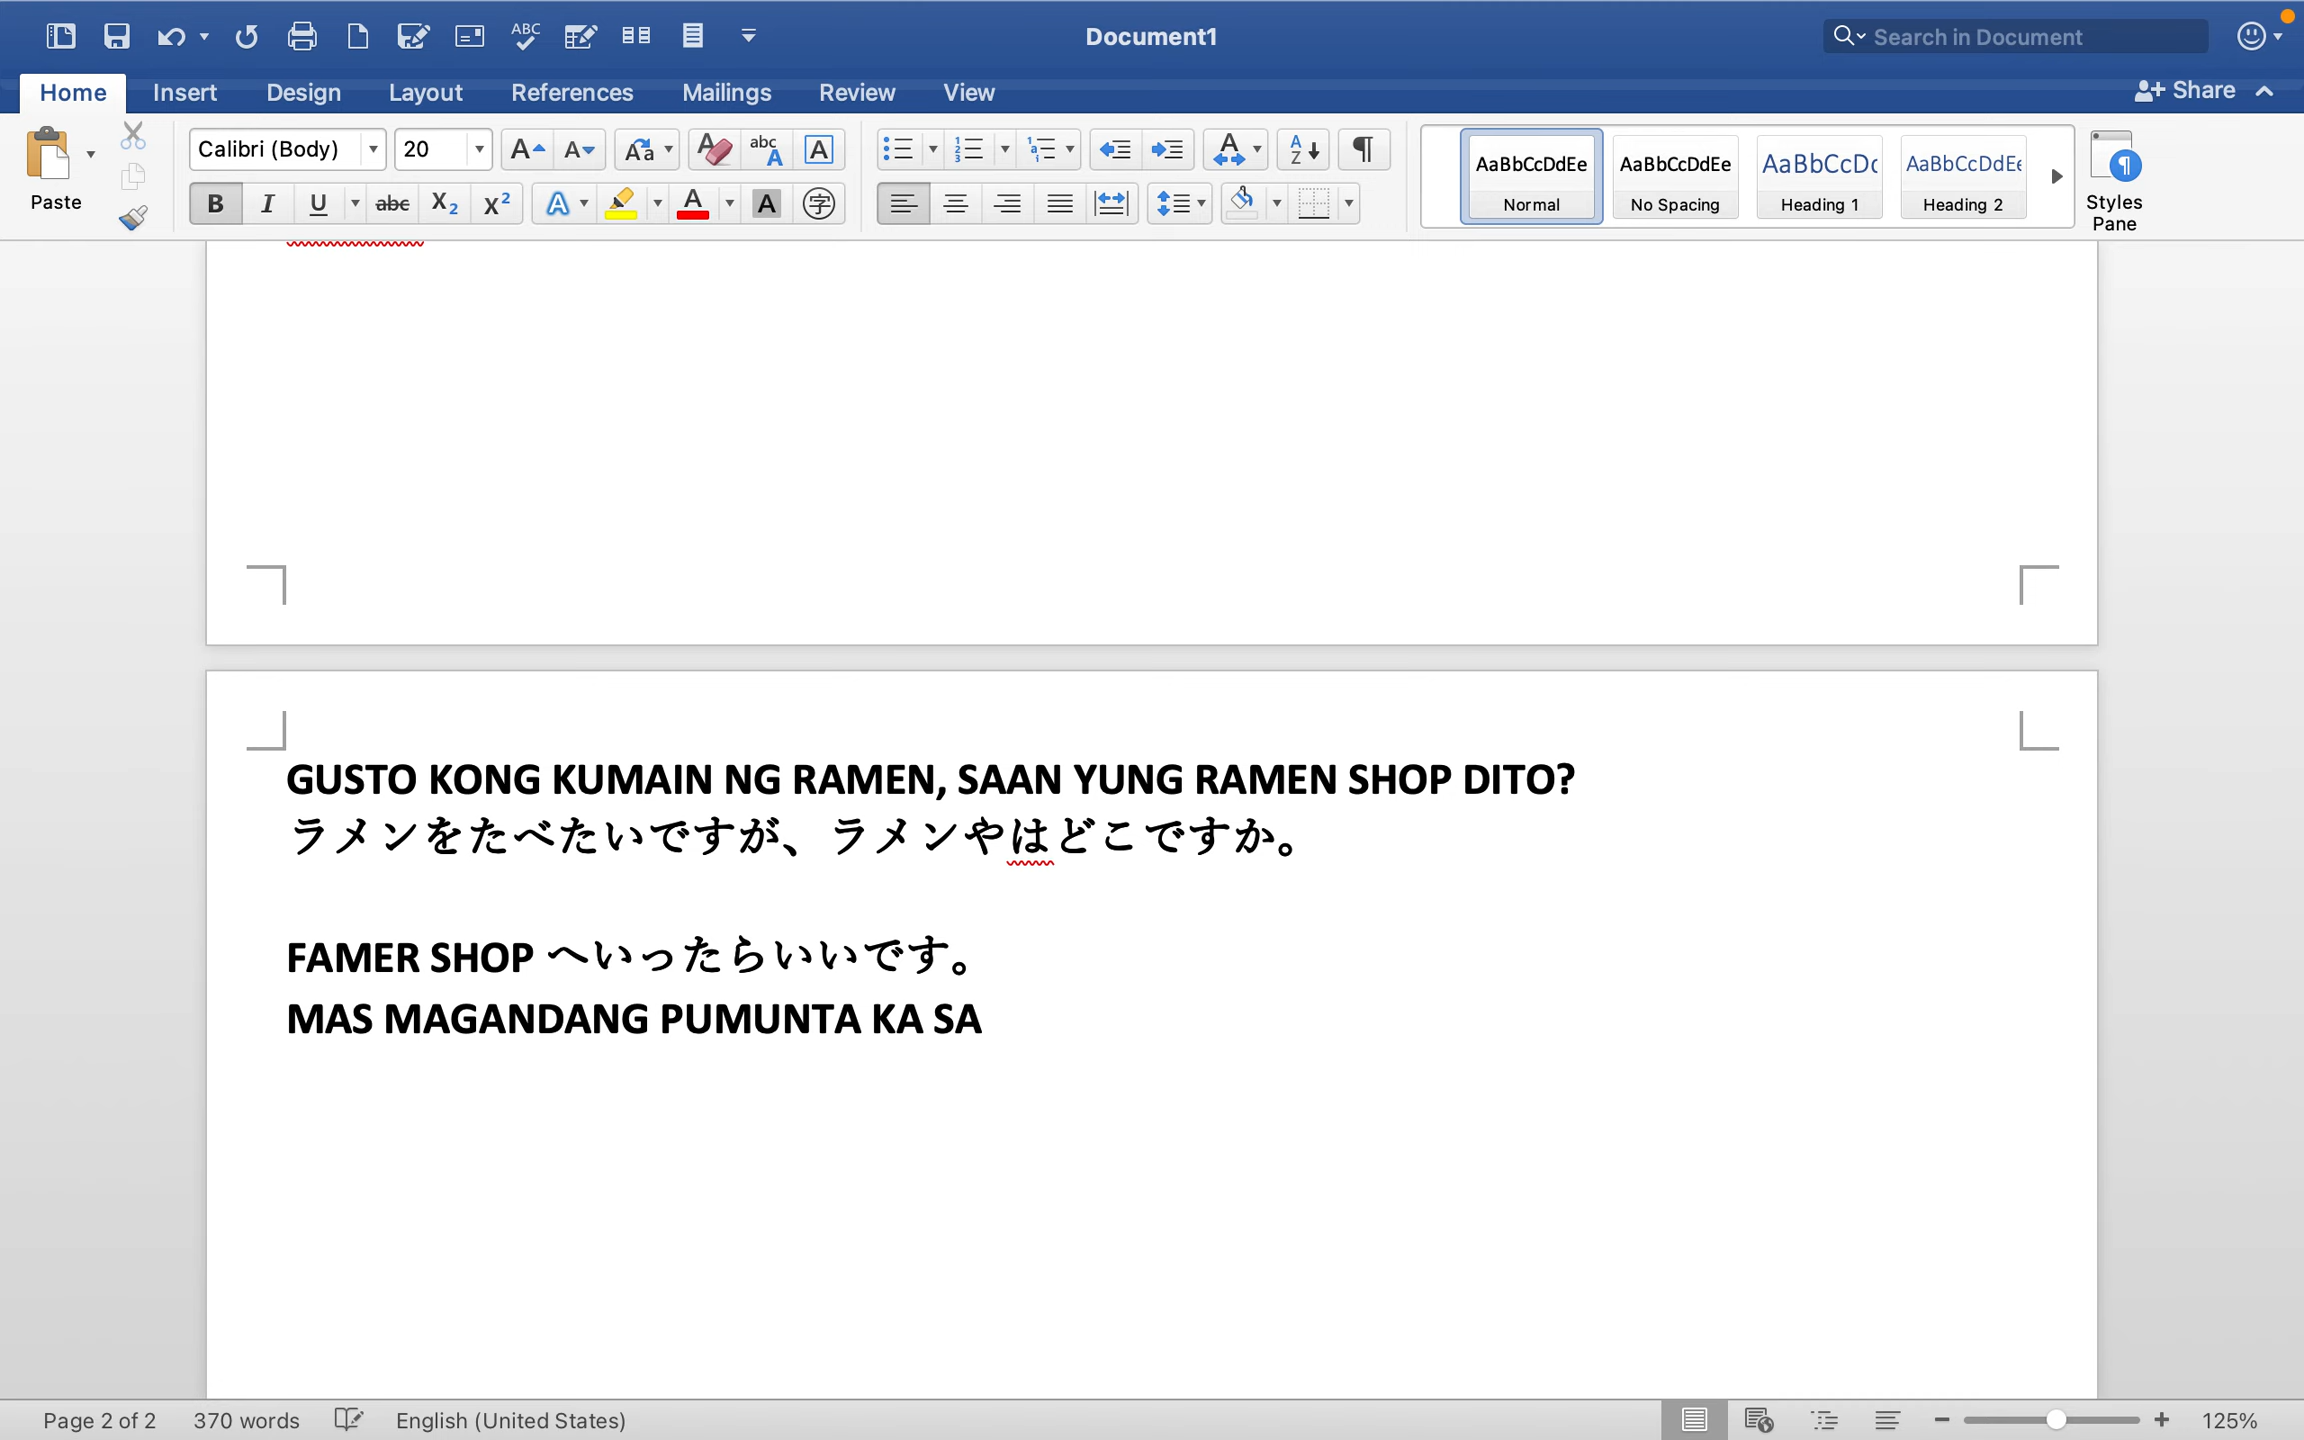 Document1
Search in Document
Home Insert Design Layout References Mailings Review View Share
Paste
Calibri (Body) 20
AaBbCcDdEe AaBbCcDdEe AaBbCcDc AaBbCcDdEe
Normal No Spacing Heading 1 Heading 2
Styles Pane
GUSTO KONG KUMAIN NG RAMEN, SAAN YUNG RAMEN SHOP DITO?
ラメンをたべたいですが、ラメンやはどこですか。
FAMER SHOP へいったらいいです。
MAS MAGANDANG PUMUNTA KA SA
Page 2 of 2 370 words English (United States) 125%